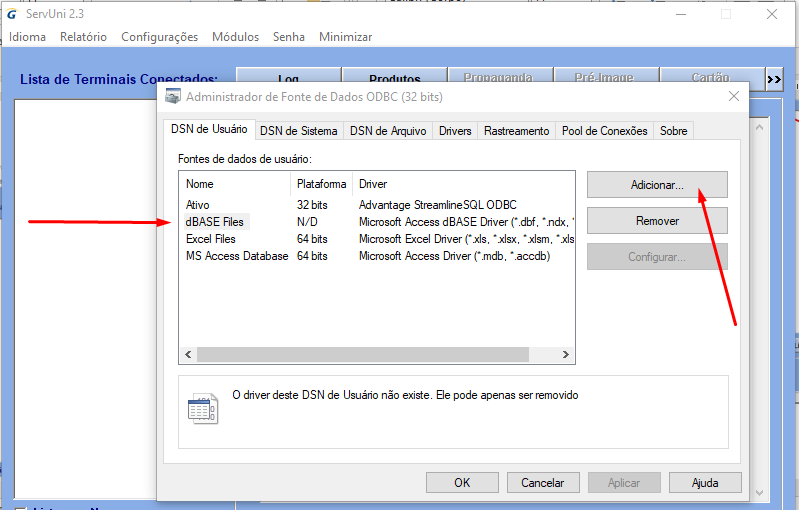 ServUni 2.3
Idioma Relatório Configurações Módulos Senha Minimizar
Lista de Terminais Conectados: Log Produtos Propaganda Pré-Image Cartão >>
Administrador de Fonte de Dados ODBC (32 bits)
DSN de Usuário DSN de Sistema DSN de Arquivo Drivers Rastreamento Pool de Conexões Sobre
Fontes de dados de usuário:
Nome Plataforma Driver
Ativo 32 bits Advantage StreamlineSQL ODBC
dBASE Files N/D Microsoft Access dBASE Driver (*.dbf, *.ndx, *
Excel Files 64 bits Microsoft Excel Driver (*.xls, *.xlsx, *.xlsm, *.xls
MS Access Database 64 bits Microsoft Access Driver (*.mdb, *.accdb)
Adicionar...
Remover
Configurar...
O driver deste DSN de Usuário não existe. Ele pode apenas ser removido
OK Cancelar Aplicar Ajuda